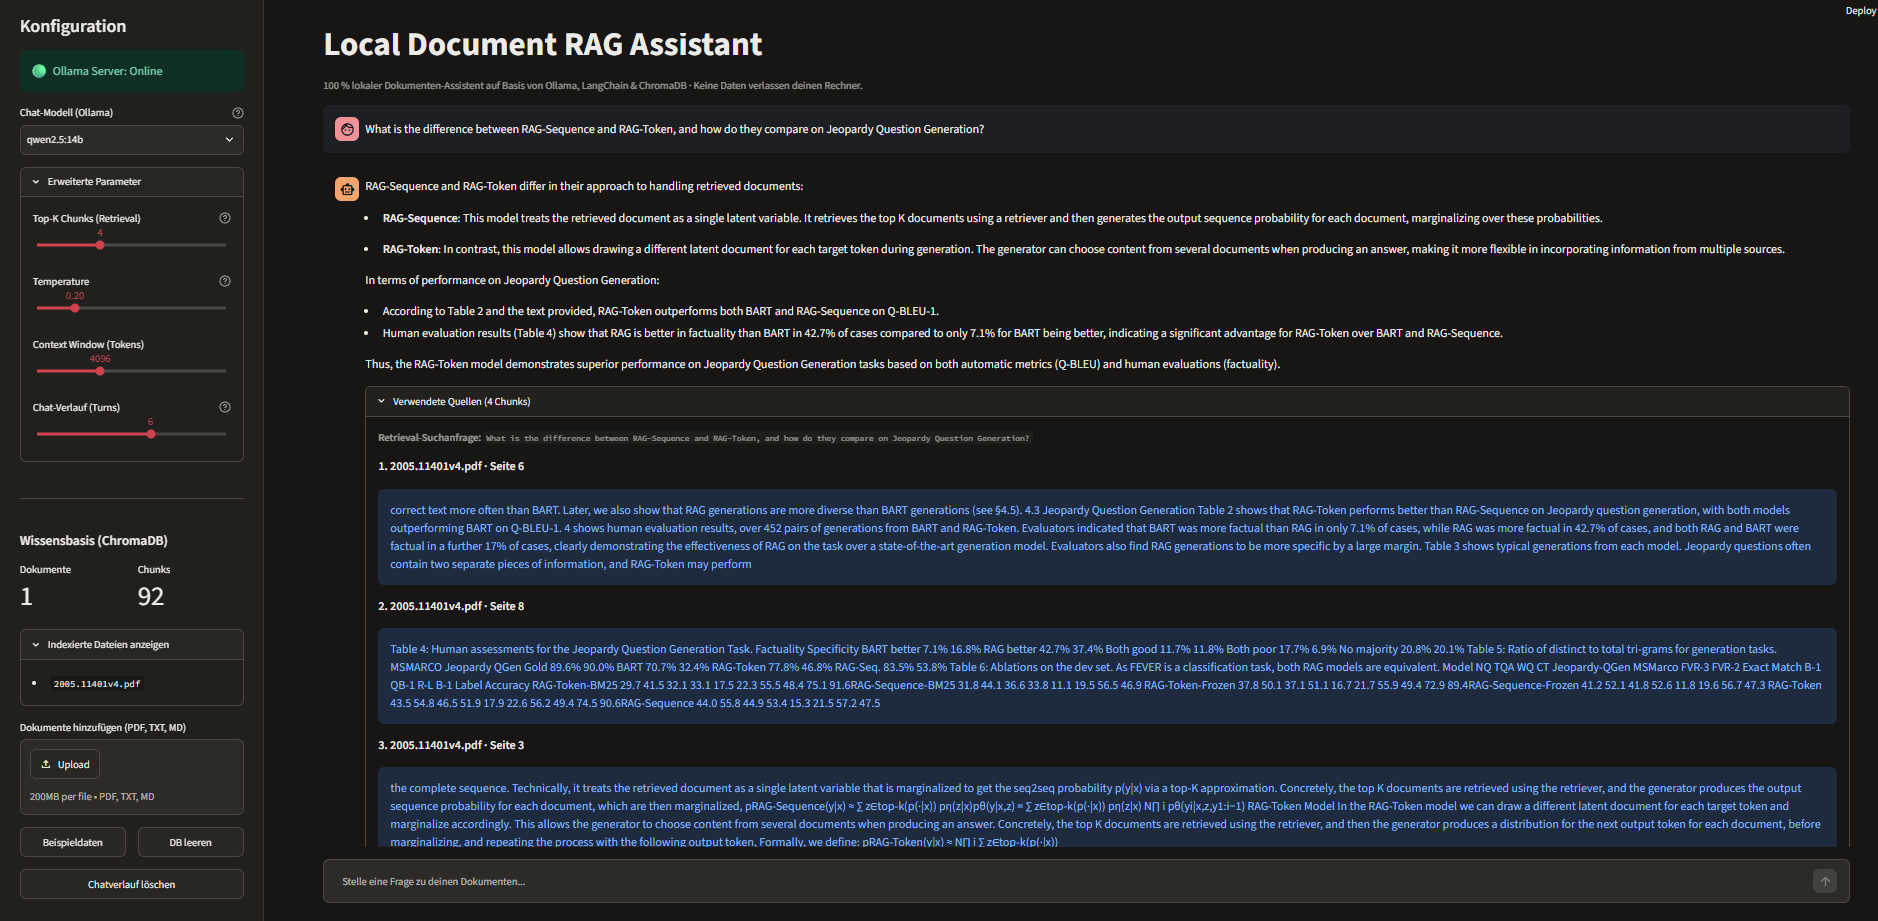 Konfiguration
Ollama Server: Online
Chat-Modell (Ollama)
qwen2.5:14b
Erweiterte Parameter
Top-K Chunks (Retrieval)
4
Temperature
0.20
Context Window (Tokens)
4096
Chat-Verlauf (Turns)
6
Wissensbasis (ChromaDB)
Dokumente
Chunks
1
92
Indexierte Dateien anzeigen
2005.11401v4.pdf
Dokumente hinzufügen (PDF, TXT, MD)
Upload
200MB per file • PDF, TXT, MD
Beispieldaten
DB leeren
Chatverlauf löschen
Deploy
Local Document RAG Assistant
100 % lokaler Dokumenten-Assistent auf Basis von Ollama, LangChain & ChromaDB · Keine Daten verlassen deinen Rechner.
What is the difference between RAG-Sequence and RAG-Token, and how do they compare on Jeopardy Question Generation?
RAG-Sequence and RAG-Token differ in their approach to handling retrieved documents:
• RAG-Sequence: This model treats the retrieved document as a single latent variable. It retrieves the top K documents using a retriever and then generates the output sequence probability for each document, marginalizing over these probabilities.
• RAG-Token: In contrast, this model allows drawing a different latent document for each target token during generation. The generator can choose content from several documents when producing an answer, making it more flexible in incorporating information from multiple sources.
In terms of performance on Jeopardy Question Generation:
• According to Table 2 and the text provided, RAG-Token outperforms both BART and RAG-Sequence on Q-BLEU-1.
• Human evaluation results (Table 4) show that RAG is better in factuality than BART in 42.7% of cases compared to only 7.1% for BART being better, indicating a significant advantage for RAG-Token over BART and RAG-Sequence.
Thus, the RAG-Token model demonstrates superior performance on Jeopardy Question Generation tasks based on both automatic metrics (Q-BLEU) and human evaluations (factuality).
Verwendete Quellen (4 Chunks)
Retrieval-Suchanfrage: What is the difference between RAG-Sequence and RAG-Token, and how do they compare on Jeopardy Question Generation?
1. 2005.11401v4.pdf · Seite 6
correct text more often than BART. Later, we also show that RAG generations are more diverse than BART generations (see §4.5). 4.3 Jeopardy Question Generation Table 2 shows that RAG-Token performs better than RAG-Sequence on Jeopardy question generation, with both models
outperforming BART on Q-BLEU-1. 4 shows human evaluation results, over 452 pairs of generations from BART and RAG-Token. Evaluators indicated that BART was more factual than RAG in only 7.1% of cases, while RAG was more factual in 42.7% of cases, and both RAG and BART were
factual in a further 17% of cases, clearly demonstrating the effectiveness of RAG on the task over a state-of-the-art generation model. Evaluators also find RAG generations to be more specific by a large margin. Table 3 shows typical generations from each model. Jeopardy questions often
contain two separate pieces of information, and RAG-Token may perform
2. 2005.11401v4.pdf · Seite 8
Table 4: Human assessments for the Jeopardy Question Generation Task. Factuality Specificity BART better 7.1% 16.8% RAG better 42.7% 37.4% Both good 11.7% 11.8% Both poor 17.7% 6.9% No majority 20.8% 20.1% Table 5: Ratio of distinct to total tri-grams for generation tasks.
MSMARCO Jeopardy QGen Gold 89.6% 90.0% BART 70.7% 32.4% RAG-Token 77.8% 46.8% RAG-Seq. 83.5% 53.8% Table 6: Ablations on the dev set. As FEVER is a classification task, both RAG models are equivalent. Model NQ TQA WQ CT Jeopardy-QGen MSMarco FVR-3 FVR-2 Exact Match B-1
QB-1 R-L B-1 Label Accuracy RAG-Token-BM25 29.7 41.5 32.1 33.1 17.5 22.3 55.5 48.4 75.1 91.6RAG-Sequence-BM25 31.8 44.1 36.6 33.8 11.1 19.5 56.5 46.9 RAG-Token-Frozen 37.8 50.1 37.1 51.1 16.7 21.7 55.9 49.4 72.9 89.4RAG-Sequence-Frozen 41.2 52.1 41.8 52.6 11.8 19.6 56.7 47.3 RAG-Token
43.5 54.8 46.5 51.9 17.9 22.6 56.2 49.4 74.5 90.6RAG-Sequence 44.0 55.8 44.9 53.4 15.3 21.5 57.2 47.5
3. 2005.11401v4.pdf · Seite 3
the complete sequence. Technically, it treats the retrieved document as a single latent variable that is marginalized to get the seq2seq probability p(y|x) via a top-K approximation. Concretely, the top K documents are retrieved using the retriever, and the generator produces the output
sequence probability for each document, which are then marginalized, pRAG-Sequence(y|x) ≈ ∑ z∈top-k(p(·|x)) pη(z|x)pθ(y|x,z) = ∑ z∈top-k(p(·|x)) pη(z|x) N∏ i pθ(yi|x,z,y1:i−1) RAG-Token Model In the RAG-Token model we can draw a different latent document for each target token and
marginalize accordingly. This allows the generator to choose content from several documents when producing an answer. Concretely, the top K documents are retrieved using the retriever, and then the generator produces a distribution for the next output token for each document, before
marginalizing, and repeating the process with the following output token, Formally, we define: pRAG-Token(y|x) ≈ N∏ i ∑ z∈top-k(p(·|x))
Stelle eine Frage zu deinen Dokumenten...